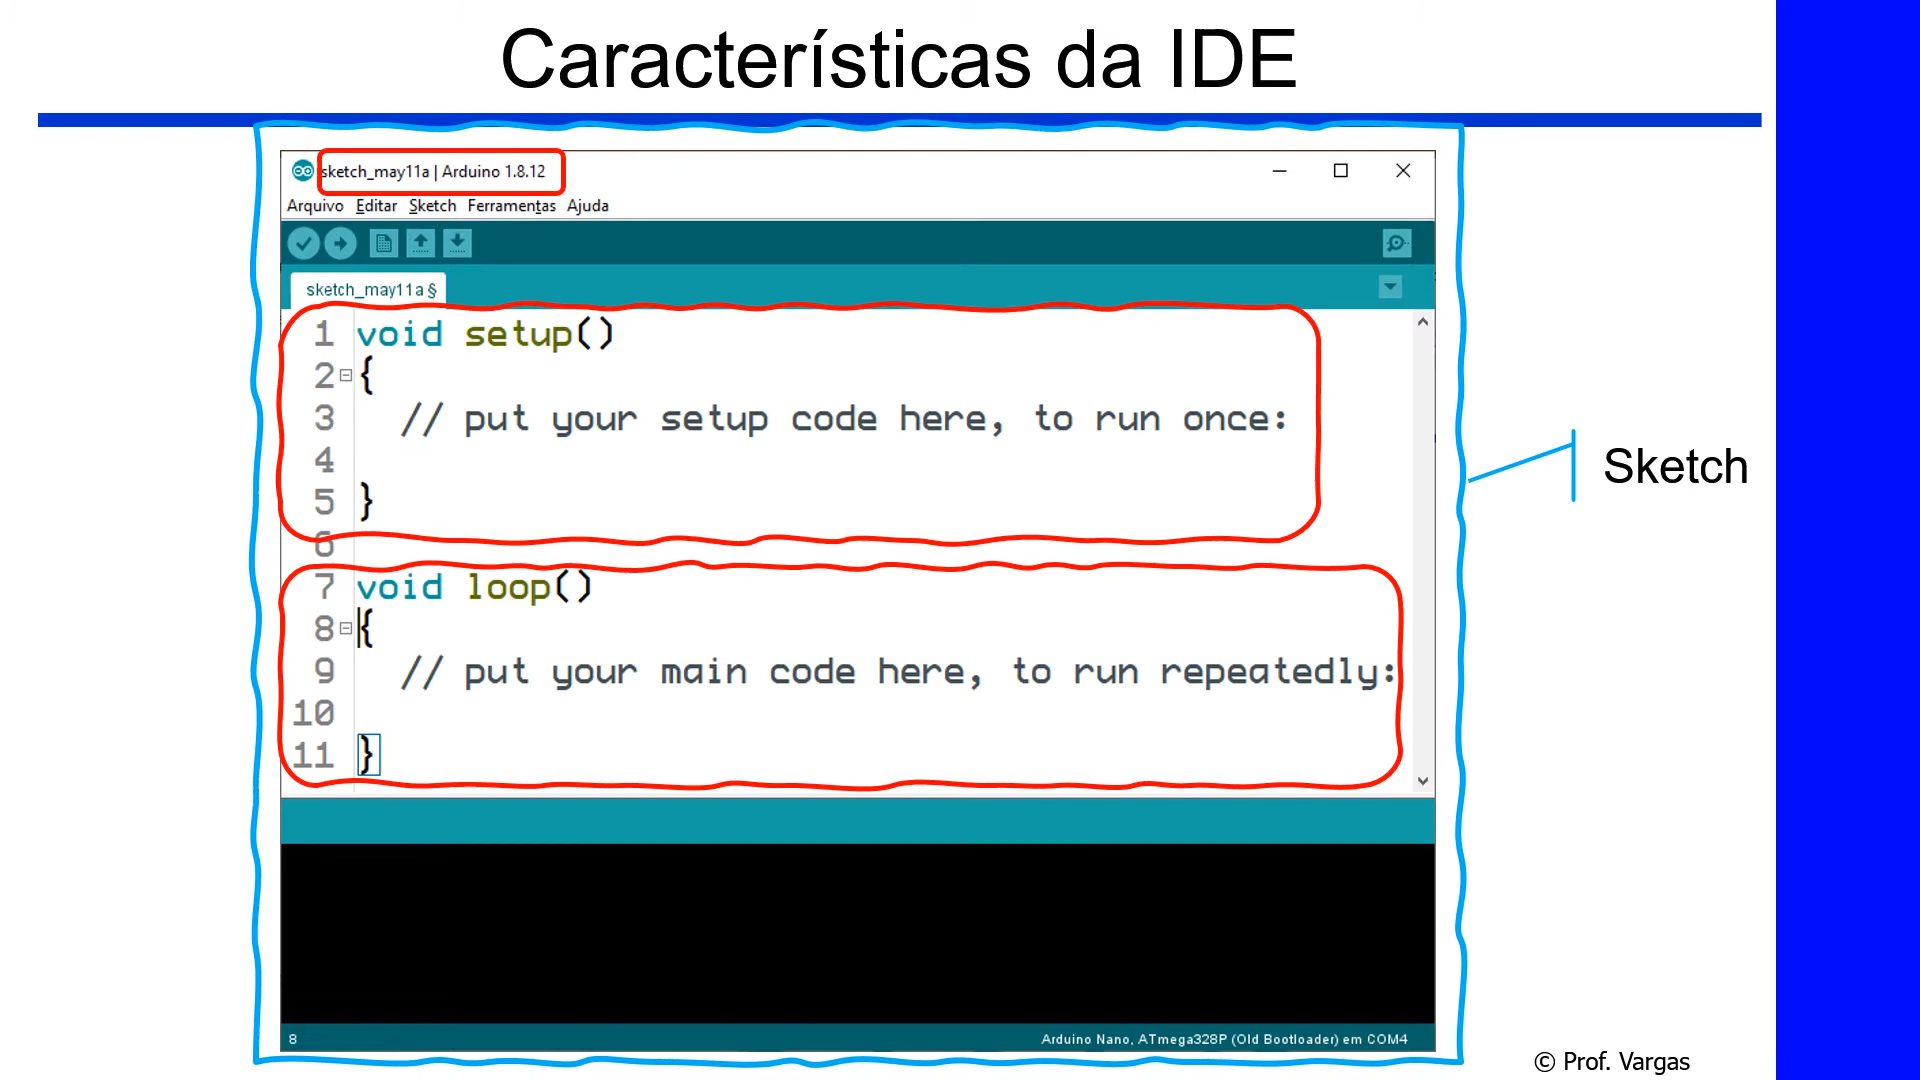 Características da IDE
sketch_may11a | Arduino 1.8.12
Arquivo Editar Sketch Ferramentas Ajuda
sketch_may11a §
1 void setup()
2 {
3 // put your setup code here, to run once:
4
5 }
6
7 void loop()
8 {
9 // put your main code here, to run repeatedly:
10
11 }
Sketch
8 Arduino Nano, ATmega328P (Old Bootloader) em COM4
© Prof. Vargas